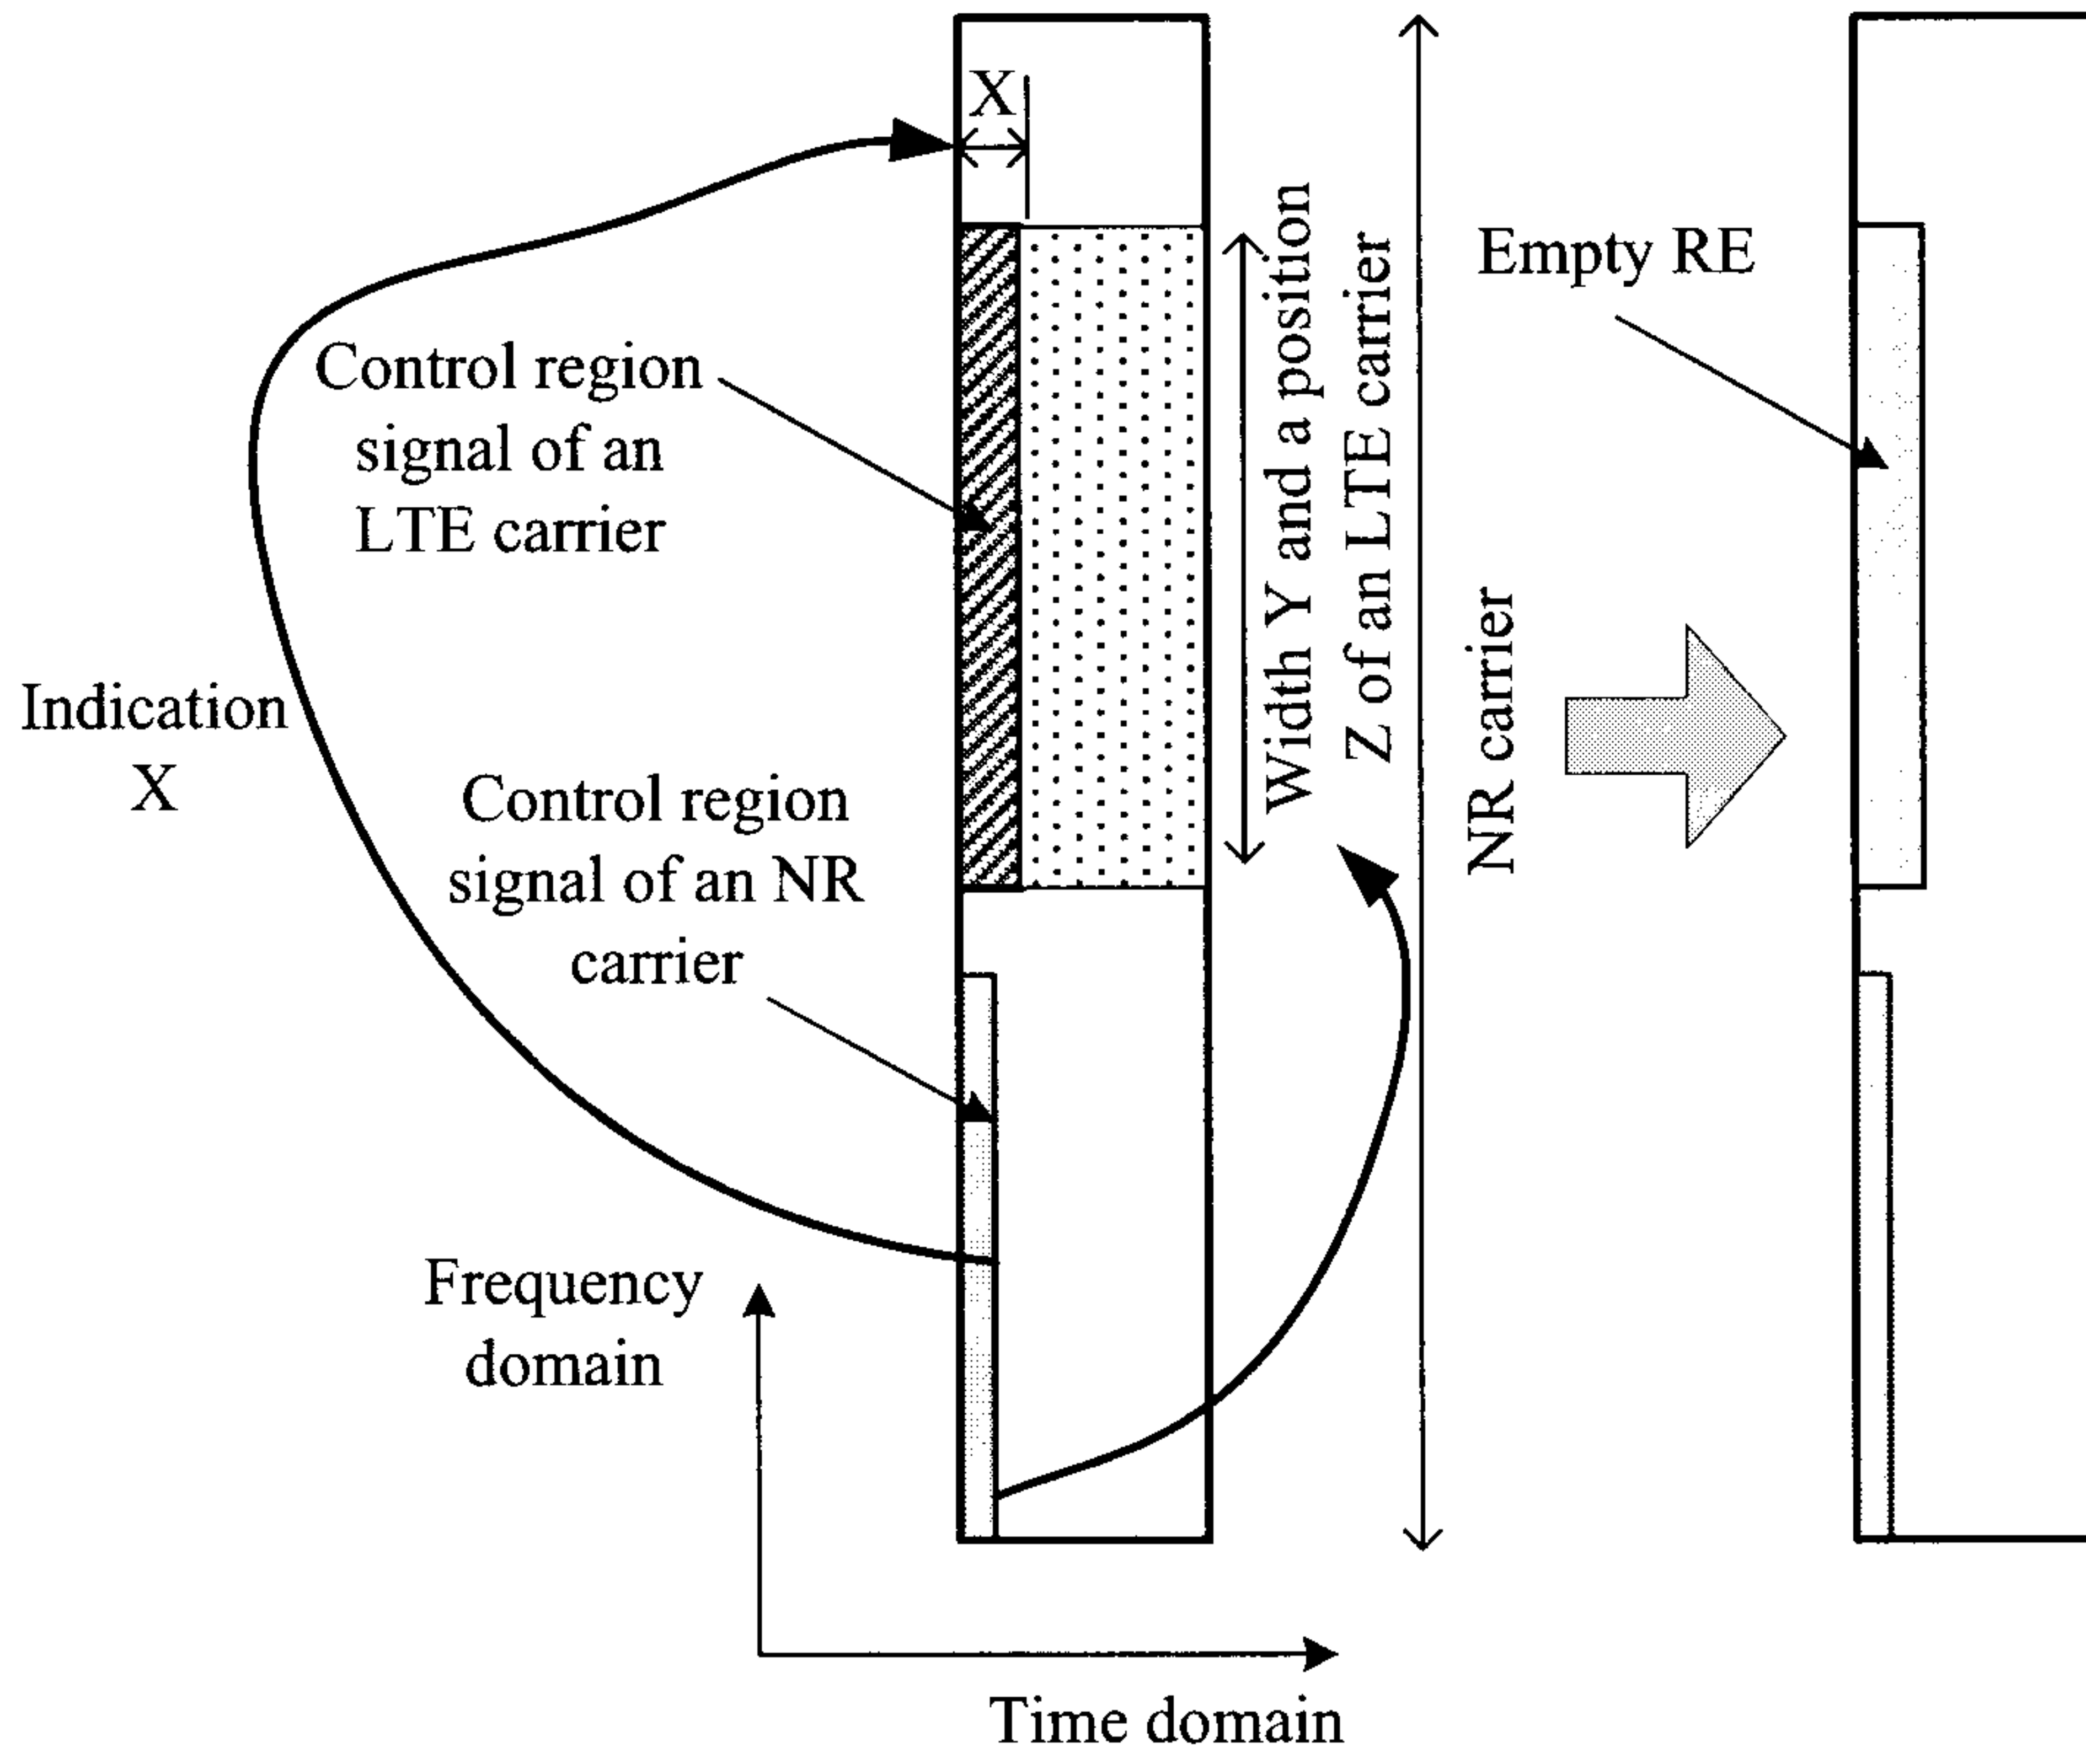 X
Control region
signal of an
LTE carrier
Width Y and a position
Z of an LTE carrier
Empty RE
NR carrier
Indication
X
Control region
signal of an NR
carrier
Frequency
domain
Time domain